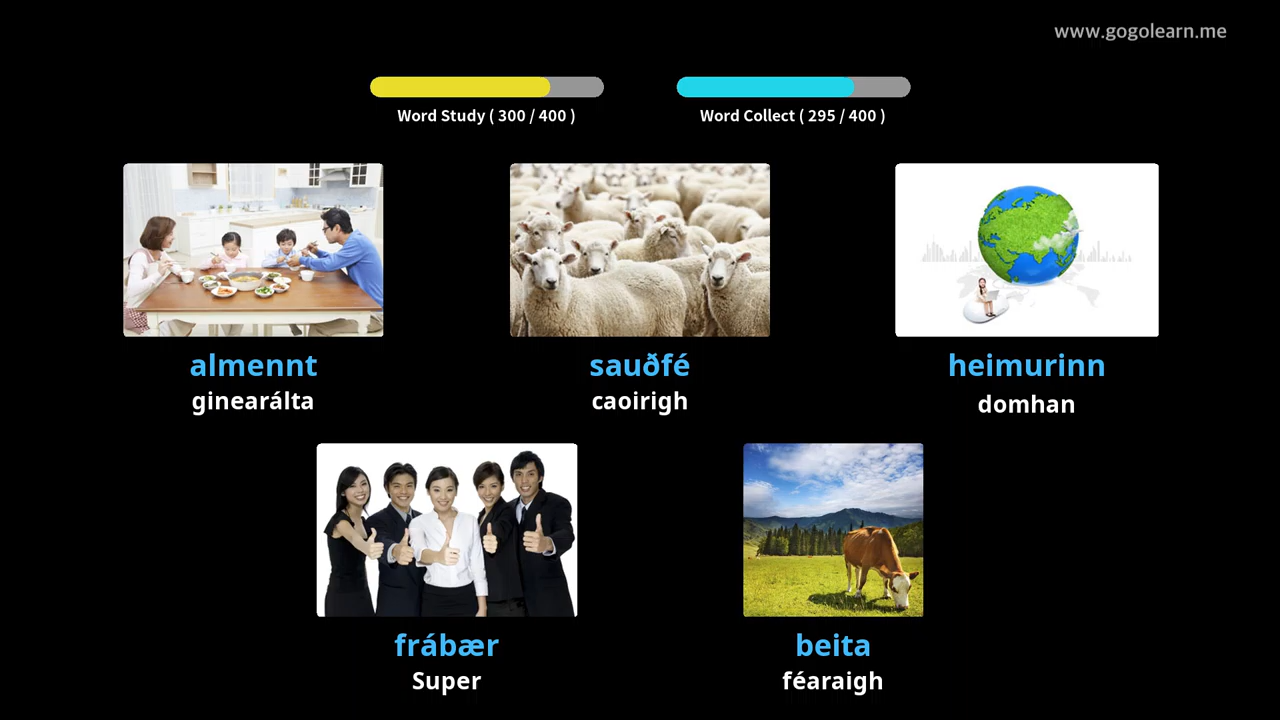 www.gogolearn.me
Word Study ( 300 / 400 )
Word Collect ( 295 / 400 )
almennt
ginearálta
sauðfé
caoirigh
heimurinn
domhan
frábær
Super
beita
féaraigh